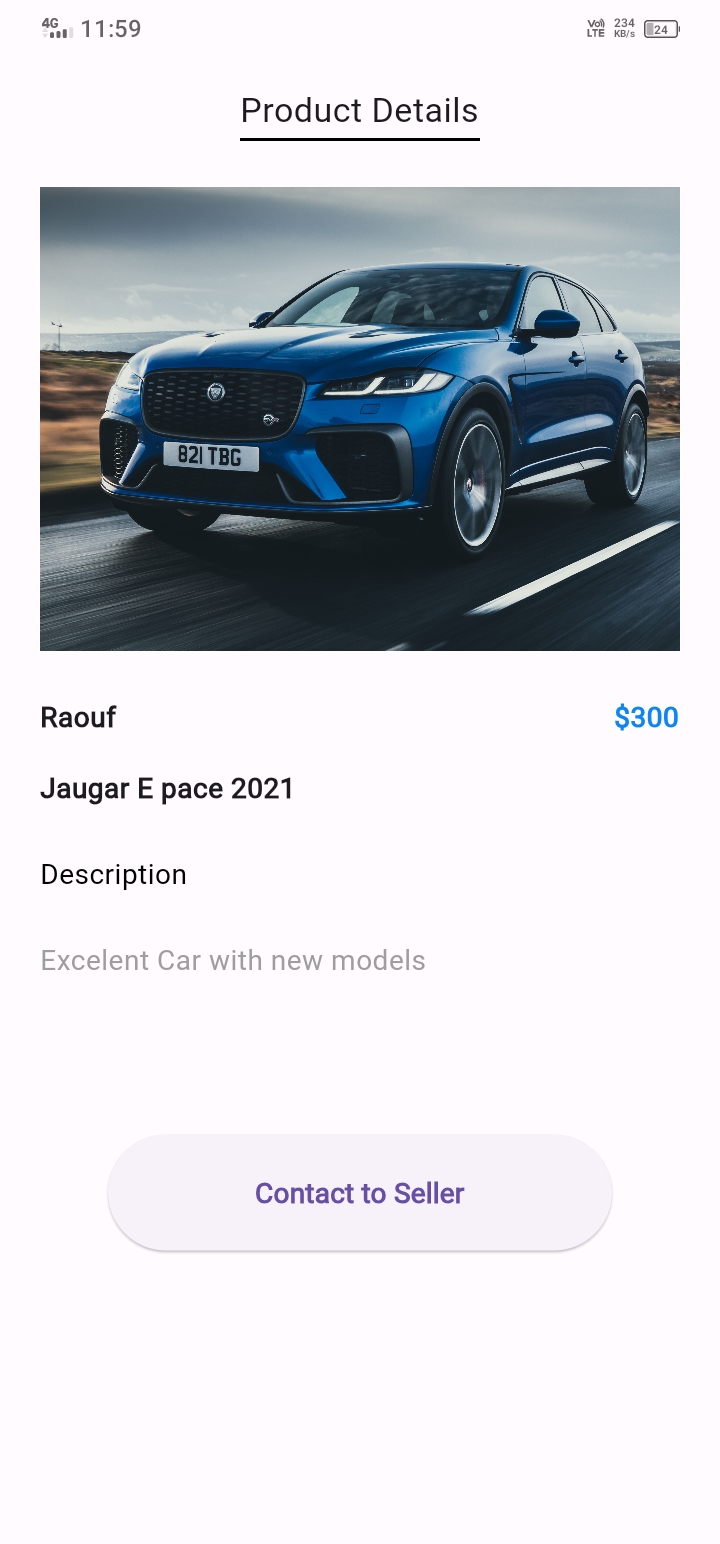 4G 11:59 Vo) LTE 234 KB/s 24
Product Details
821 TBG
Raouf $300
Jaugar E pace 2021
Description
Excelent Car with new models
Contact to Seller